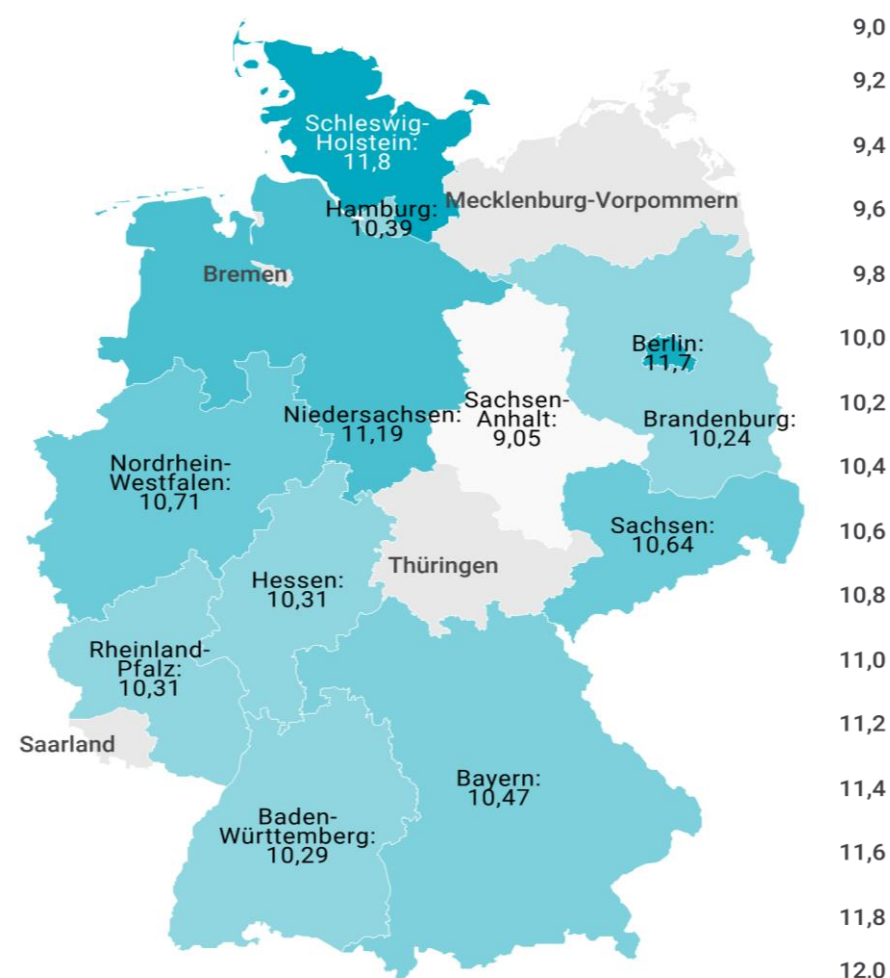 Schleswig-
Holstein:
11,8
Mecklenburg-Vorpommern
Hamburg:
10,39
Bremen
Berlin:
11,7
Niedersachsen:
11,19
Sachsen-
Anhalt:
9,05
Brandenburg:
10,24
Nordrhein-
Westfalen:
10,71
Sachsen:
10,64
Thüringen
Hessen:
10,31
Rheinland-
Pfalz:
10,31
Saarland
Bayern:
10,47
Baden-
Württemberg:
10,29
9,0
9,2
9,4
9,6
9,8
10,0
10,2
10,4
10,6
10,8
11,0
11,2
11,4
11,6
11,8
12,0